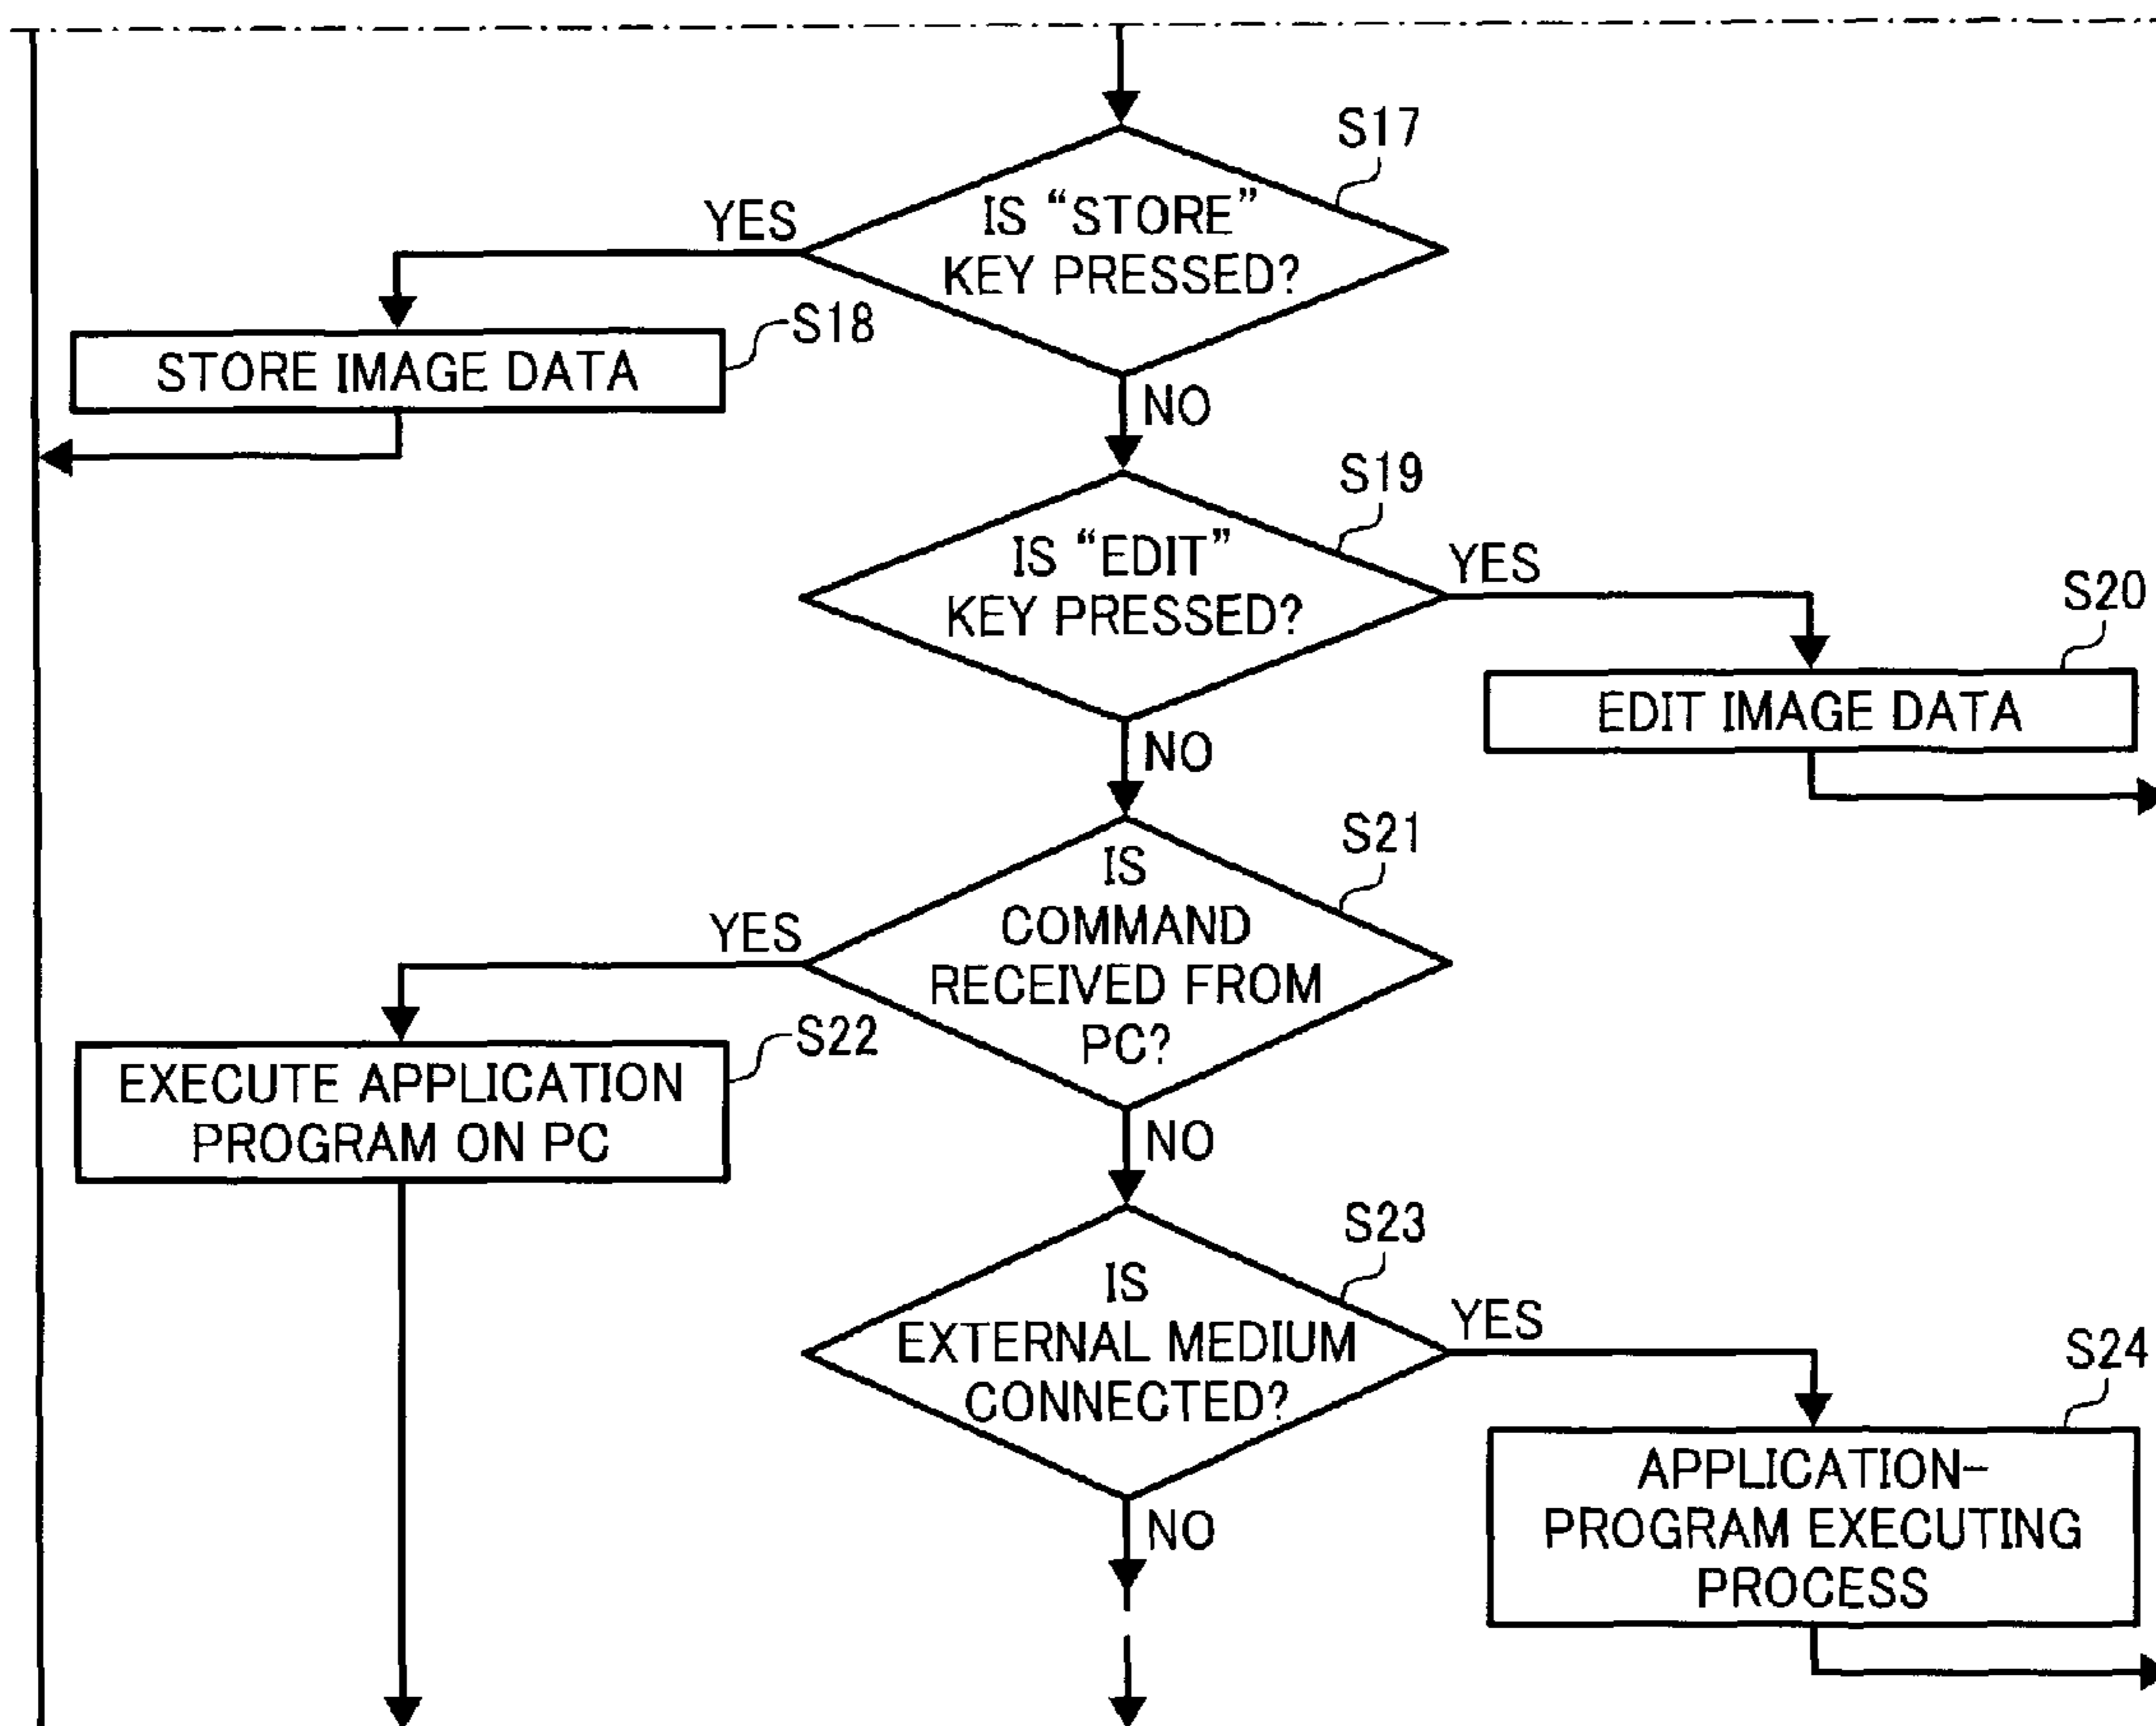 S17
IS “STORE”
KEY PRESSED?
YES
S18
STORE IMAGE DATA
NO
S19
IS “EDIT”
KEY PRESSED?
YES
S20
EDIT IMAGE DATA
NO
S21
IS
COMMAND
RECEIVED FROM
PC?
YES
S22
EXECUTE APPLICATION
PROGRAM ON PC
NO
S23
IS
EXTERNAL MEDIUM
CONNECTED?
YES
S24
APPLICATION-
PROGRAM EXECUTING
PROCESS
NO